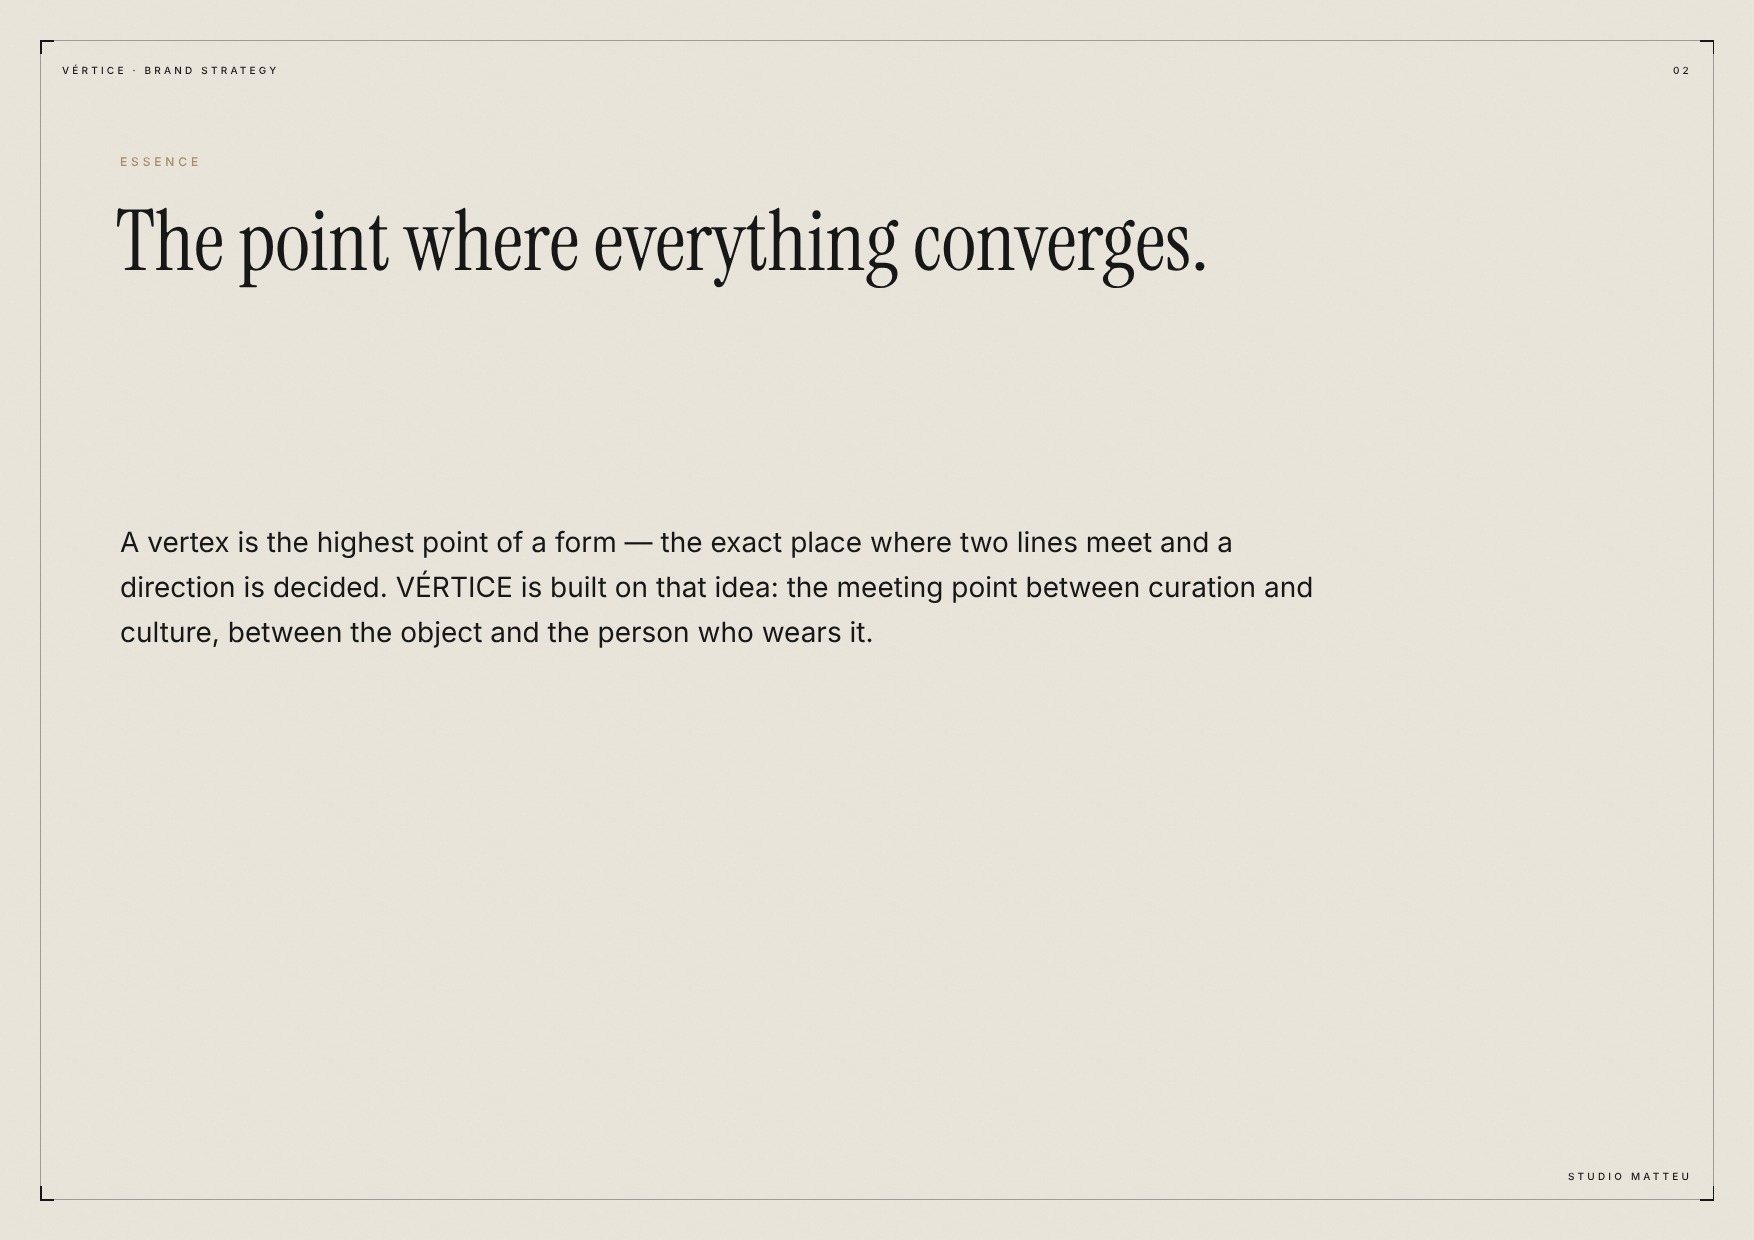 VÉRTICE · BRAND STRATEGY
02
ESSENCE
The point where everything converges.
A vertex is the highest point of a form — the exact place where two lines meet and a
direction is decided. VÉRTICE is built on that idea: the meeting point between curation and
culture, between the object and the person who wears it.
STUDIO MATTEU